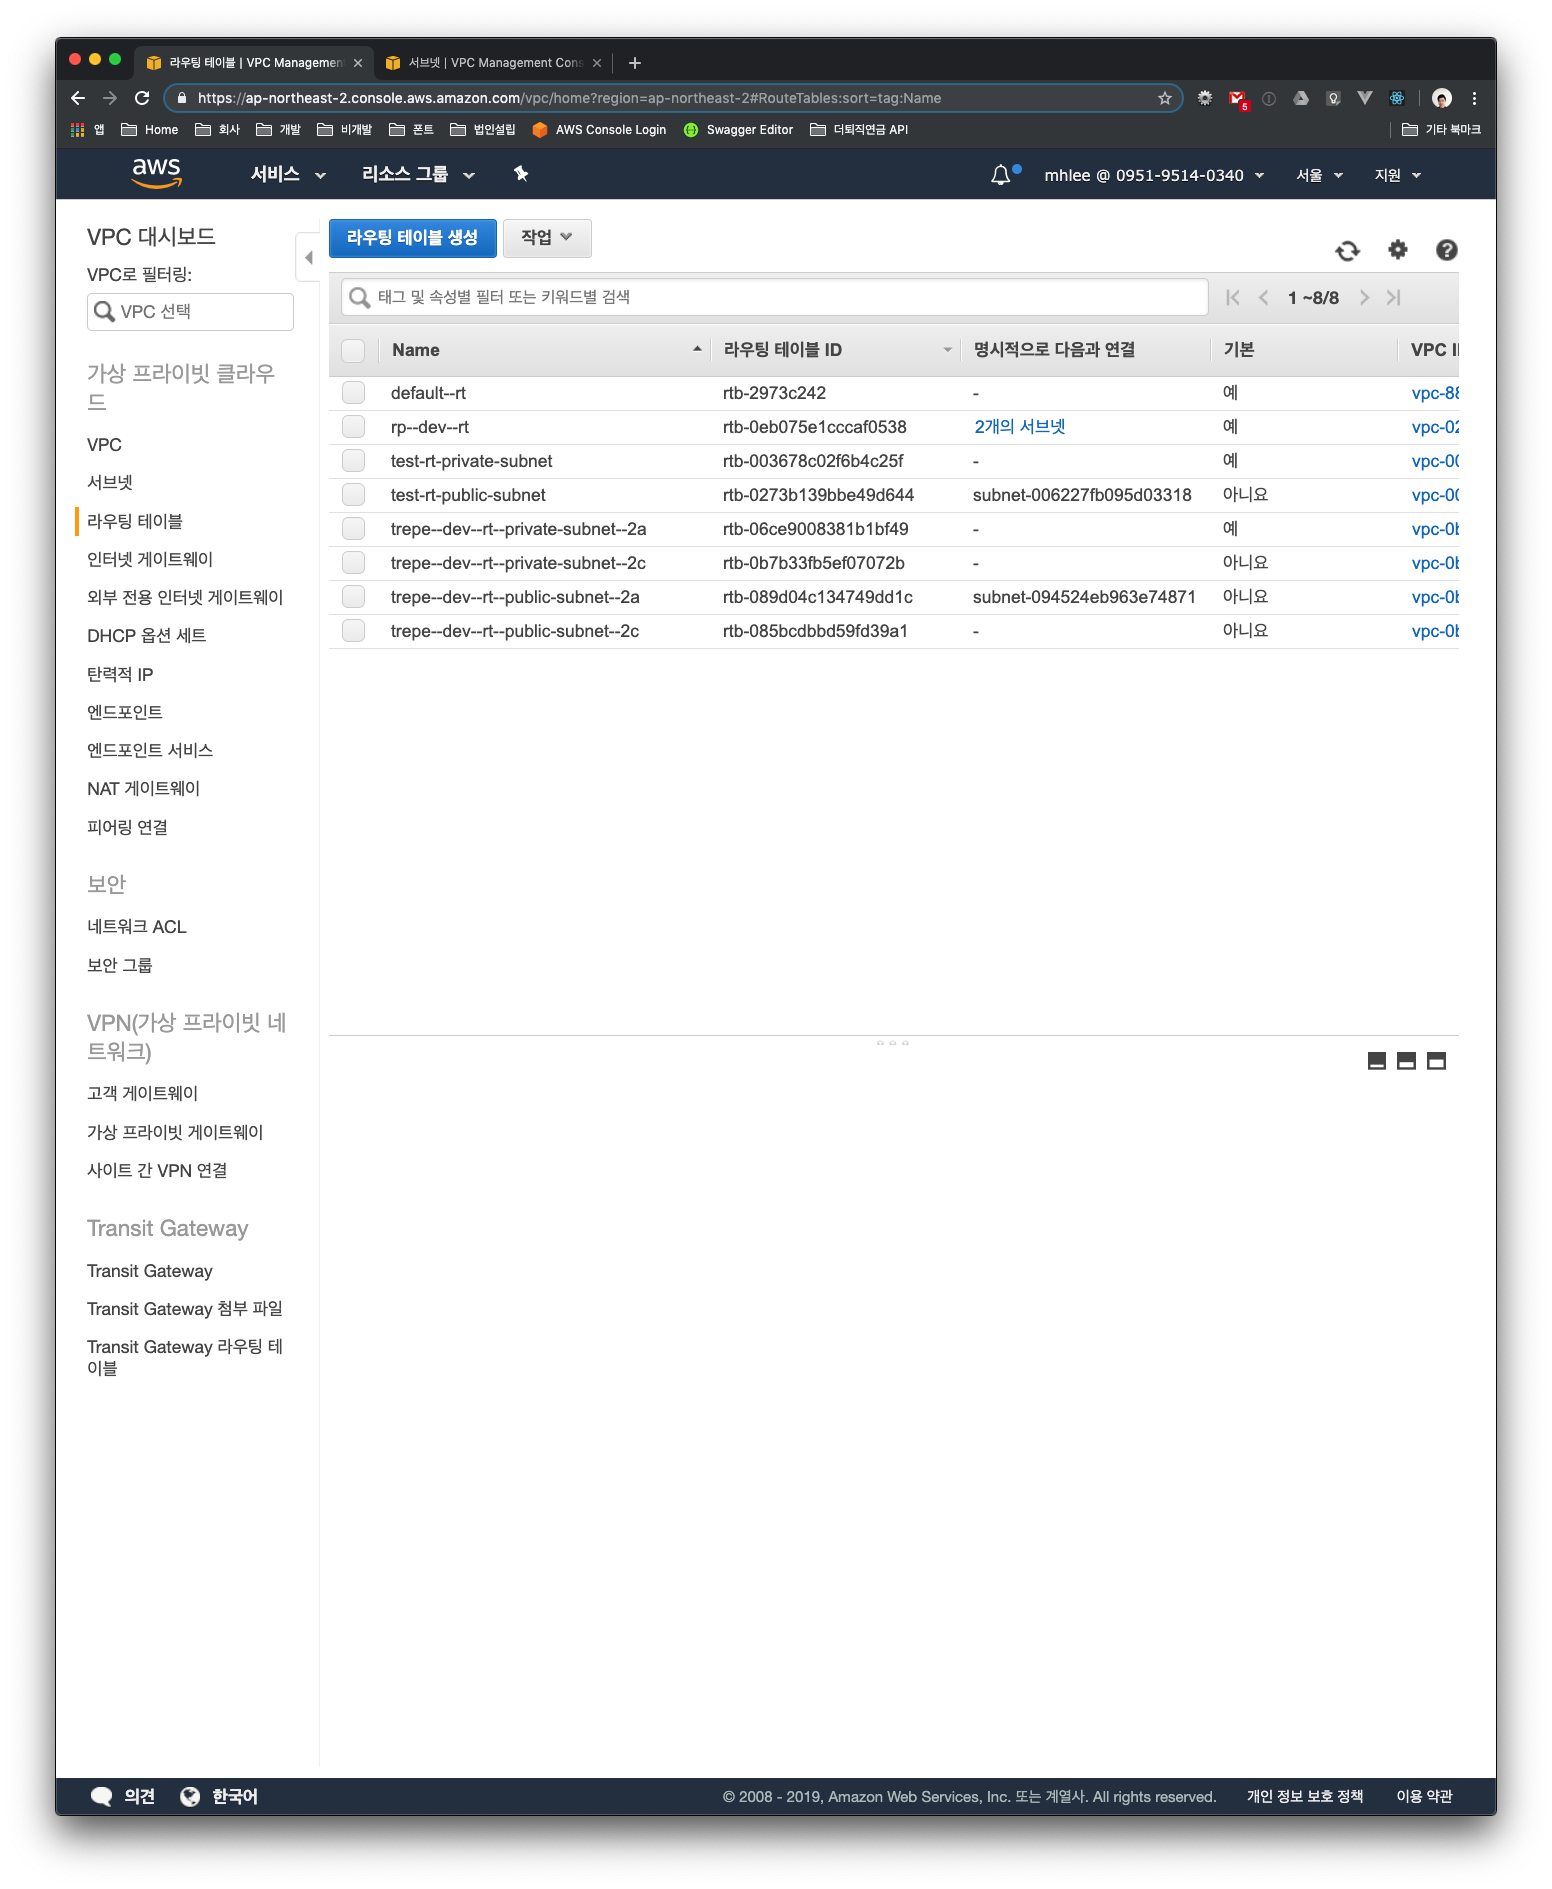 라우팅 테이블 | VPC Managemen
서브넷 | VPC Management Cons
https://ap-northeast-2.console.aws.amazon.com/vpc/home?region=ap-northeast-2#RouteTables:sort=tag:Name
5
앱 Home 회사 개발 비개발 폰트 법인설립 AWS Console Login Swagger Editor 더퇴직연금 API 기타 북마크
aws 서비스 리소스 그룹 mhlee @ 0951-9514-0340 서울 지원
VPC 대시보드
VPC로 필터링:
VPC 선택
가상 프라이빗 클라우
드
VPC
서브넷
라우팅 테이블
인터넷 게이트웨이
외부 전용 인터넷 게이트웨이
DHCP 옵션 세트
탄력적 IP
엔드포인트
엔드포인트 서비스
NAT 게이트웨이
피어링 연결
보안
네트워크 ACL
보안 그룹
VPN(가상 프라이빗 네
트워크)
고객 게이트웨이
가상 프라이빗 게이트웨이
사이트 간 VPN 연결
Transit Gateway
Transit Gateway
Transit Gateway 첨부 파일
Transit Gateway 라우팅 테
이블
라우팅 테이블 생성 작업
태그 및 속성별 필터 또는 키워드별 검색 1 ~8/8
Name 라우팅 테이블 ID 명시적으로 다음과 연결 기본 VPC I
default--rt rtb-2973c242 - 예 vpc-88
rp--dev--rt rtb-0eb075e1cccaf0538 2개의 서브넷 예 vpc-02
test-rt-private-subnet rtb-003678c02f6b4c25f - 예 vpc-00
test-rt-public-subnet rtb-0273b139bbe49d644 subnet-006227fb095d03318 아니요 vpc-00
trepe--dev--rt--private-subnet--2a rtb-06ce9008381b1bf49 - 예 vpc-0b
trepe--dev--rt--private-subnet--2c rtb-0b7b33fb5ef07072b - 아니요 vpc-0b
trepe--dev--rt--public-subnet--2a rtb-089d04c134749dd1c subnet-094524eb963e74871 아니요 vpc-0b
trepe--dev--rt--public-subnet--2c rtb-085bcdbbd59fd39a1 - 아니요 vpc-0b
의견 한국어 © 2008 - 2019, Amazon Web Services, Inc. 또는 계열사. All rights reserved. 개인 정보 보호 정책 이용 약관